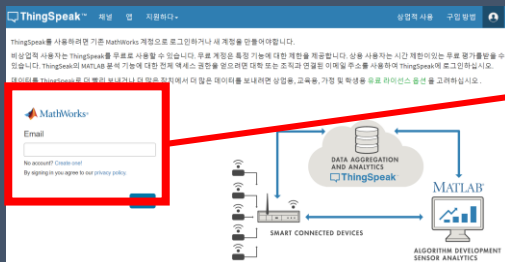 ThingSpeak™ 채널 앱 지원하다 상업적 사용 구입 방법
ThingSpeak를 사용하려면 기존 MathWorks 계정으로 로그인하거나 새 계정을 만들어야합니다.
비상업적 사용자는 ThingSpeak를 무료로 사용할 수 있습니다. 무료 계정은 특정 기능에 대한 제한을 제공합니다. 상용 사용자는 시간 제한이있는 무료 평가를받을 수
있습니다. ThingSeak의 MATLAB 분석 기능에 대한 전체 액세스 권한을 얻으려면 대학 또는 조직과 연결된 이메일 주소를 사용하여 ThingSpeak에 로그인하십시오.
데이터를 ThingSpeak로 더 빨리 보내거나 더 많은 장치에서 더 많은 데이터를 보내려면 상업용, 교육용, 가정 및 학생용 유료 라이선스 옵션 을 고려하십시오.
MathWorks®
Email
No account? Create one!
By signing in you agree to our privacy policy.
DATA AGGREGATION
AND ANALYTICS
ThingSpeak
MATLAB®
SMART CONNECTED DEVICES
ALGORITHM DEVELOPMENT
SENSOR ANALYTICS